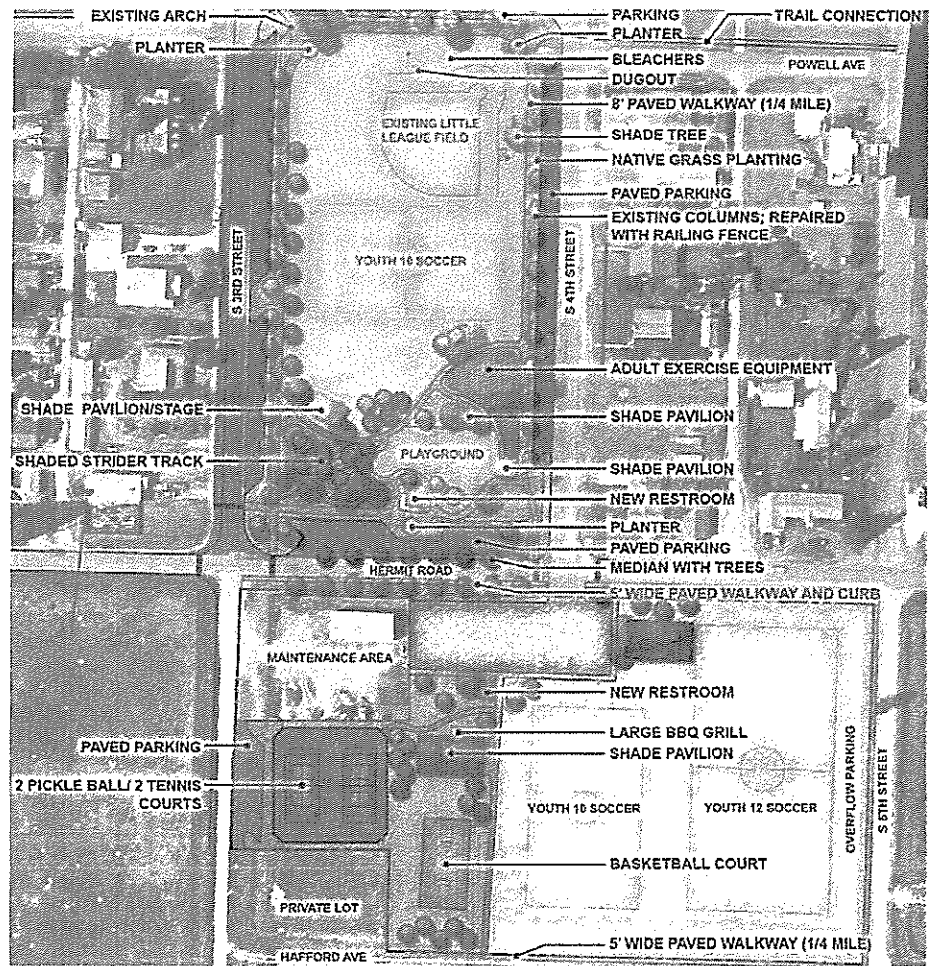 EXISTING ARCH
PARKING
TRAIL CONNECTION
PLANTER
PLANTER
BLEACHERS
POWELL AVE
DUGOUT
8' PAVED WALKWAY (1/4 MILE)
EXISTING LITTLE
LEAGUE FIELD
SHADE TREE
NATIVE GRASS PLANTING
PAVED PARKING
EXISTING COLUMNS; REPAIRED
WITH RAILING FENCE
S 3RD STREET
YOUTH 10 SOCCER
S 4TH STREET
ADULT EXERCISE EQUIPMENT
SHADE PAVILION/STAGE
SHADE PAVILION
SHADED STRIDER TRACK
PLAYGROUND
SHADE PAVILION
NEW RESTROOM
PLANTER
PAVED PARKING
MEDIAN WITH TREES
HERMIT ROAD
5' WIDE PAVED WALKWAY AND CURB
MAINTENANCE AREA
NEW RESTROOM
LARGE BBQ GRILL
PAVED PARKING
SHADE PAVILION
2 PICKLE BALL/ 2 TENNIS
COURTS
YOUTH 10 SOCCER
YOUTH 12 SOCCER
OVERFLOW PARKING
S 5TH STREET
BASKETBALL COURT
PRIVATE LOT
5' WIDE PAVED WALKWAY (1/4 MILE)
HAFFORD AVE